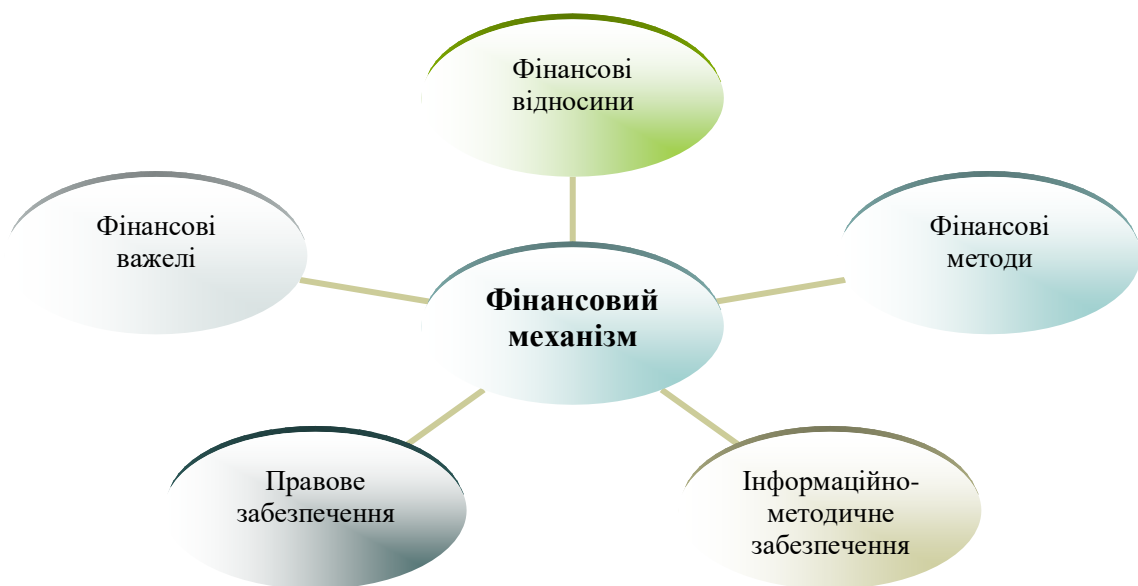 Фінансові
відносини
Фінансові
важелі
Фінансові
методи
Фінансовий
механізм
Правове
забезпечення
Інформаційно-
методичне
забезпечення